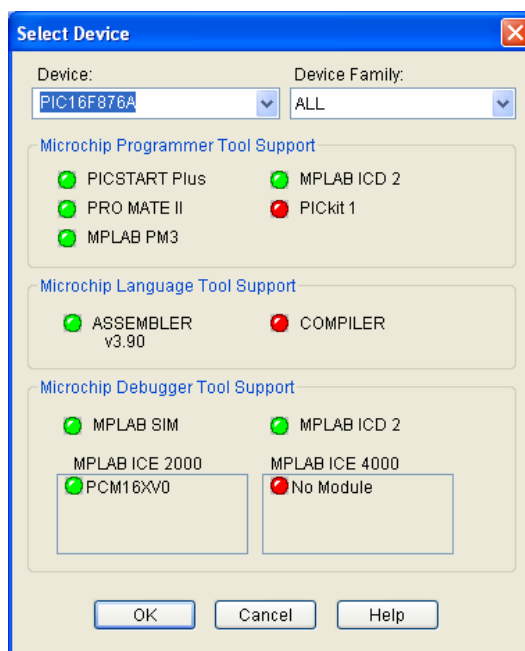 Select Device
Device: Device Family:
PIC16F876A ALL
Microchip Programmer Tool Support
PICSTART Plus MPLAB ICD 2
PRO MATE II PICkit 1
MPLAB PM3
Microchip Language Tool Support
ASSEMBLER COMPILER
v3.90
Microchip Debugger Tool Support
MPLAB SIM MPLAB ICD 2
MPLAB ICE 2000 MPLAB ICE 4000
PCM16XV0 No Module
OK Cancel Help